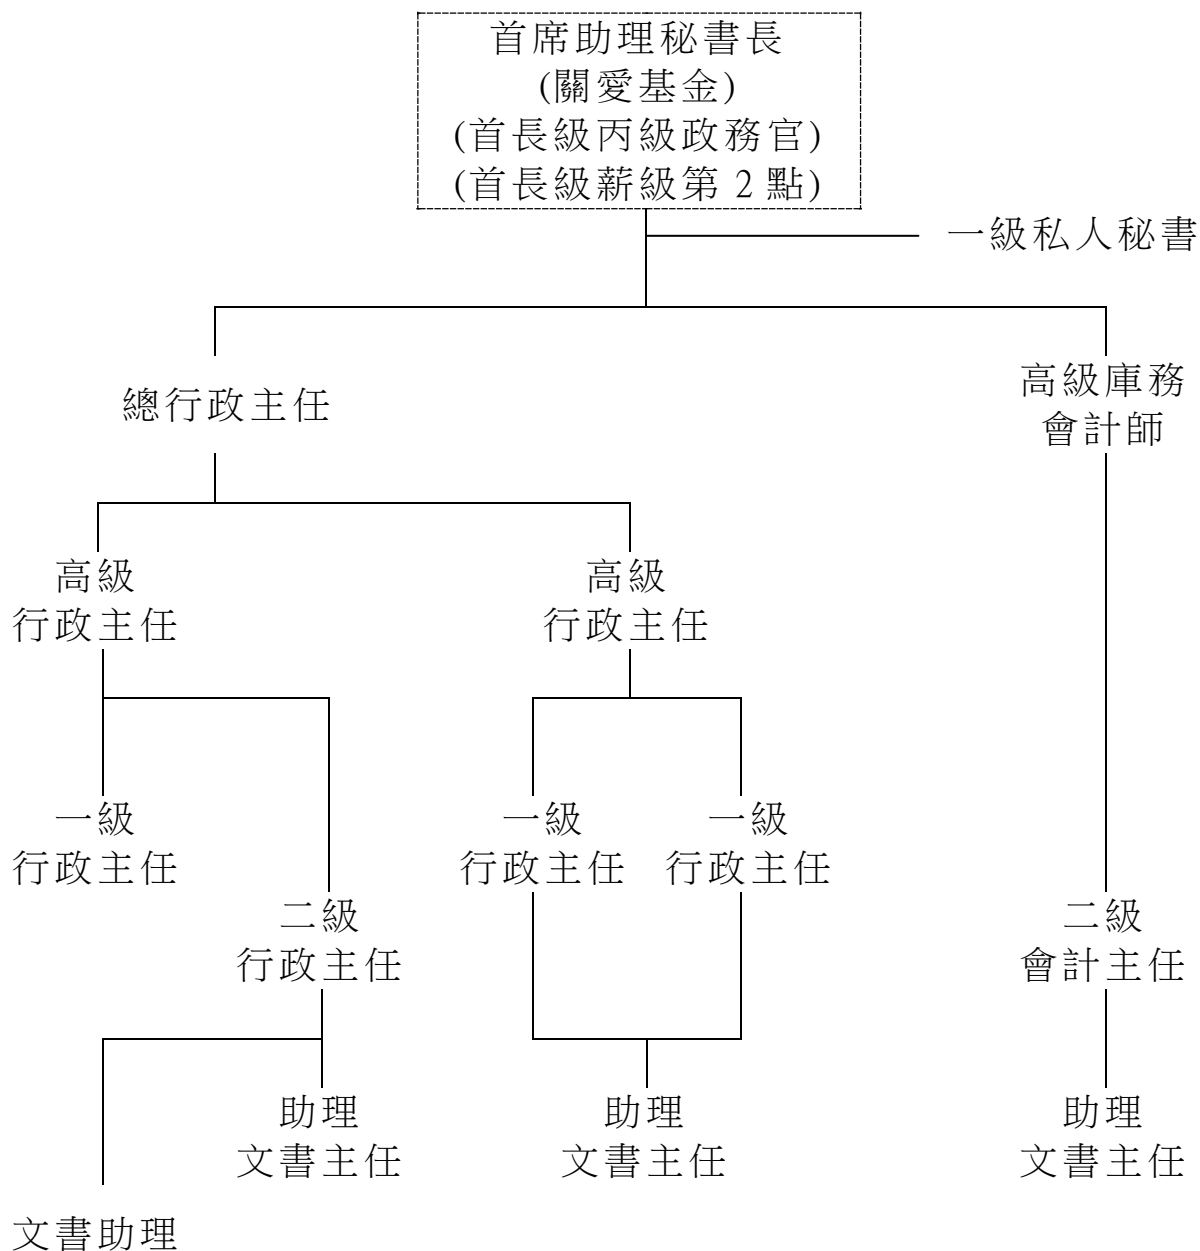 首席助理秘書長
(關愛基金)
(首長級丙級政務官)
(首長級薪級第 2 點)
一級私人秘書
總行政主任
高級庫務
會計師
高級
行政主任
高級
行政主任
一級
行政主任
一級
行政主任
一級
行政主任
二級
行政主任
二級
會計主任
助理
文書主任
助理
文書主任
助理
文書主任
文書助理